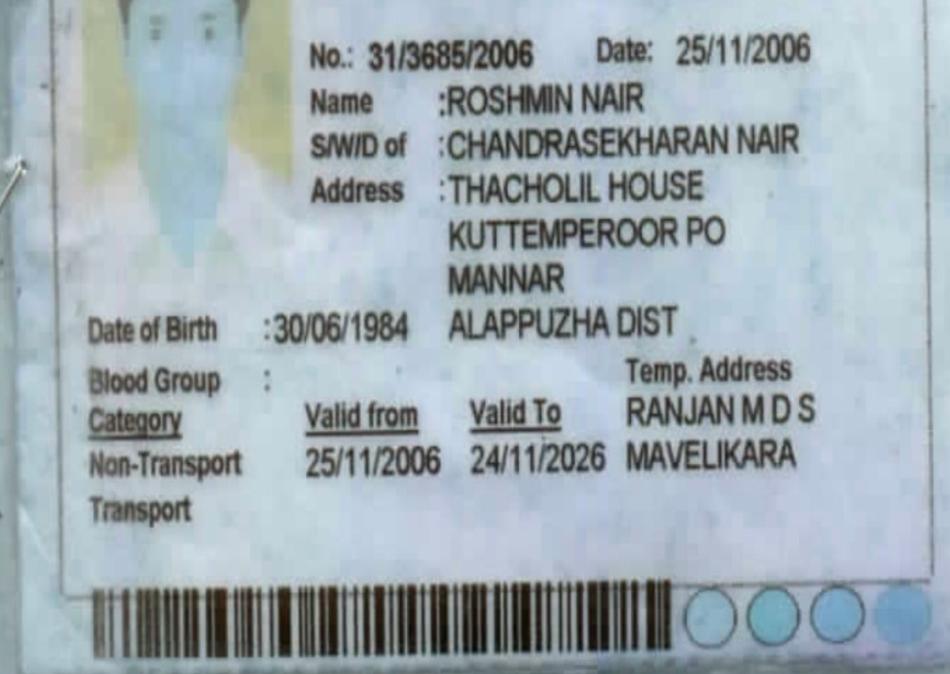 No.: 31/3685/2006 Date: 25/11/2006
Name :ROSHMIN NAIR
S/W/D of :CHANDRASEKHARAN NAIR
Address :THACHOLIL HOUSE
KUTTEMPEROOR PO
MANNAR
Date of Birth :30/06/1984 ALAPPUZHA DIST
Blood Group : Temp. Address
Category Valid from Valid To RANJAN M D S
Non-Transport 25/11/2006 24/11/2026 MAVELIKARA
Transport